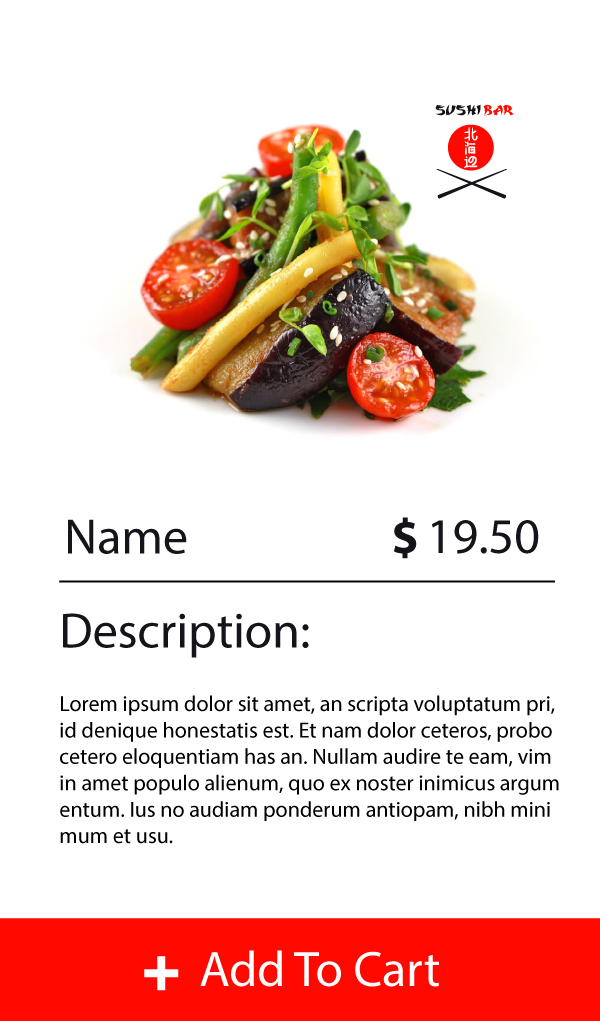 SUSHI BAR
北
海
辺
Name
$ 19.50
Description:
Lorem ipsum dolor sit amet, an scripta voluptatum pri,
id denique honestatis est. Et nam dolor ceteros, probo
cetero eloquentiam has an. Nullam audire te eam, vim
in amet populo alienum, quo ex noster inimicus argum
entum. Ius no audiam ponderum antiopam, nibh mini
mum et usu.
+ Add To Cart